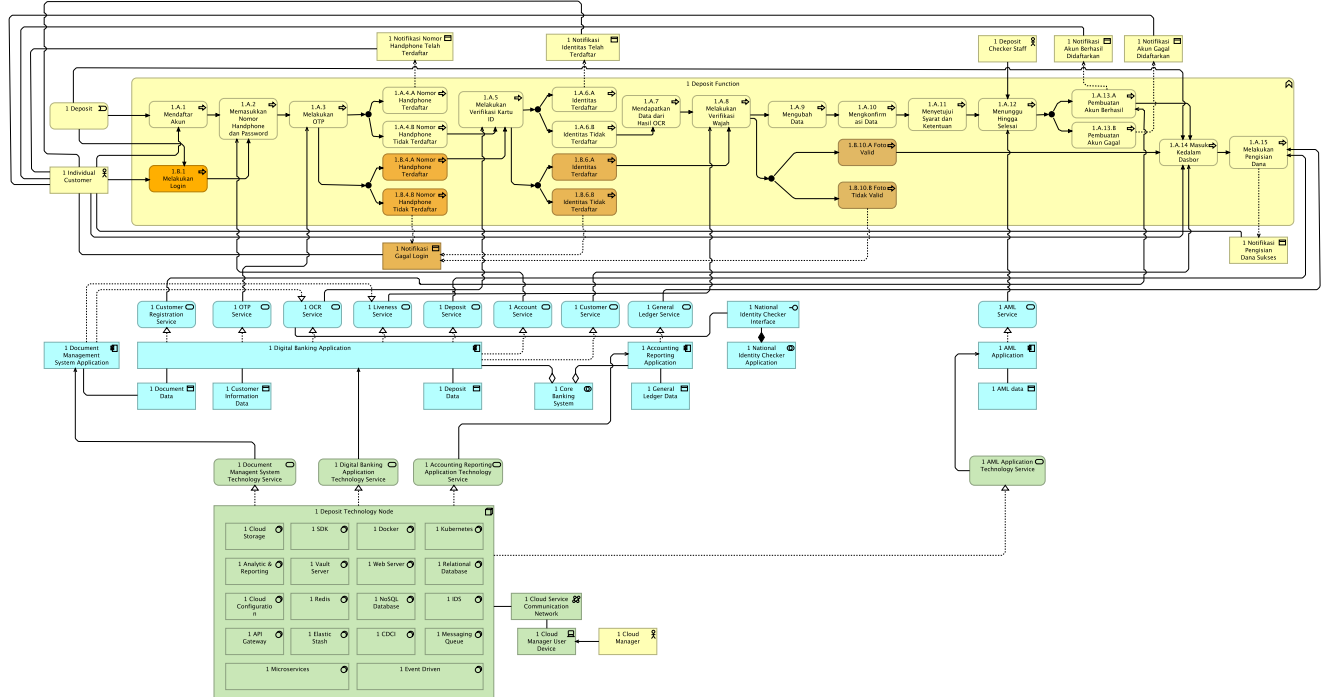 1 Notifikasi Nomor
Handphone Telah
Terdaftar
1 Notifikasi
Identitas Telah
Terdaftar
1 Deposit
Checker Staff
1 Notifikasi
Akun Berhasil
Didaftarkan
1 Notifikasi
Akun Gagal
Didaftarkan
1 Deposit Function
1 Deposit
1.A.1
Mendaftar
Akun
1.A.2
Memasukkan
Nomor
Handphone
dan Password
1.A.3
Melakukan
OTP
1.A.4.A Nomor
Handphone
Terdaftar
1.A.4.B Nomor
Handphone
Tidak Terdaftar
1.A.5
Melakukan
Verifikasi Kartu
ID
1.A.6.A
Identitas
Terdaftar
1.A.6.B
Identitas Tidak
Terdaftar
1.A.7
Mendapatkan
Data dari
Hasil OCR
1.A.8
Melakukan
Verifikasi
Wajah
1.A.9
Mengubah
Data
1.A.10
Mengkonfirm
asi Data
1.A.11
Menyetujui
Syarat dan
Ketentuan
1.A.12
Menunggu
Hingga
Selesai
1.A.13.A
Pembuatan
Akun Berhasil
1.A.13.B
Pembuatan
Akun Gagal
1.A.14 Masuk
Kedalam
Dasbor
1.A.15
Melakukan
Pengisian
Dana
1 Individual
Customer
1.B.1
Melakukan
Login
1.B.4.A Nomor
Handphone
Terdaftar
1.B.4.B Nomor
Handphone
Tidak Terdaftar
1.B.6.A
Identitas
Terdaftar
1.B.6.B
Identitas Tidak
Terdaftar
1.B.10.A Foto
Valid
1.B.10.B Foto
Tidak Valid
1 Notifikasi
Gagal Login
1 Notifikasi
Pengisian
Dana Sukses
1 Customer
Registration
Service
1 OTP
Service
1 OCR
Service
1 Liveness
Service
1 Deposit
Service
1 Account
Service
1 Customer
Service
1 General
Ledger Service
1 National
Identity Checker
Interface
1 AML
Service
1 Document
Management
System Application
1 Digital Banking Application
1 Accounting
Reporting
Application
1 National
Identity Checker
Application
1 AML
Application
1 Document
Data
1 Customer
Information
Data
1 Deposit
Data
1 Core
Banking
System
1 General
Ledger Data
1 AML data
1 Document
Managent System
Technology Service
1 Digital Banking
Application
Technology Service
1 Accounting Reporting
Application Technology
Service
1 AML Application
Technology Service
1 Deposit Technology Node
1 Cloud
Storage
1 SDK
1 Docker
1 Kubernetes
1 Analytic &
Reporting
1 Vault
Server
1 Web Server
1 Relational
Database
1 Cloud
Configuratio
n
1 Redis
1 NoSQL
Database
1 IDS
1 API
Gateway
1 Elastic
Stash
1 CDCI
1 Messaging
Queue
1 Microservices
1 Event Driven
1 Cloud Service
Communication
Network
1 Cloud
Manager User
Device
1 Cloud
Manager